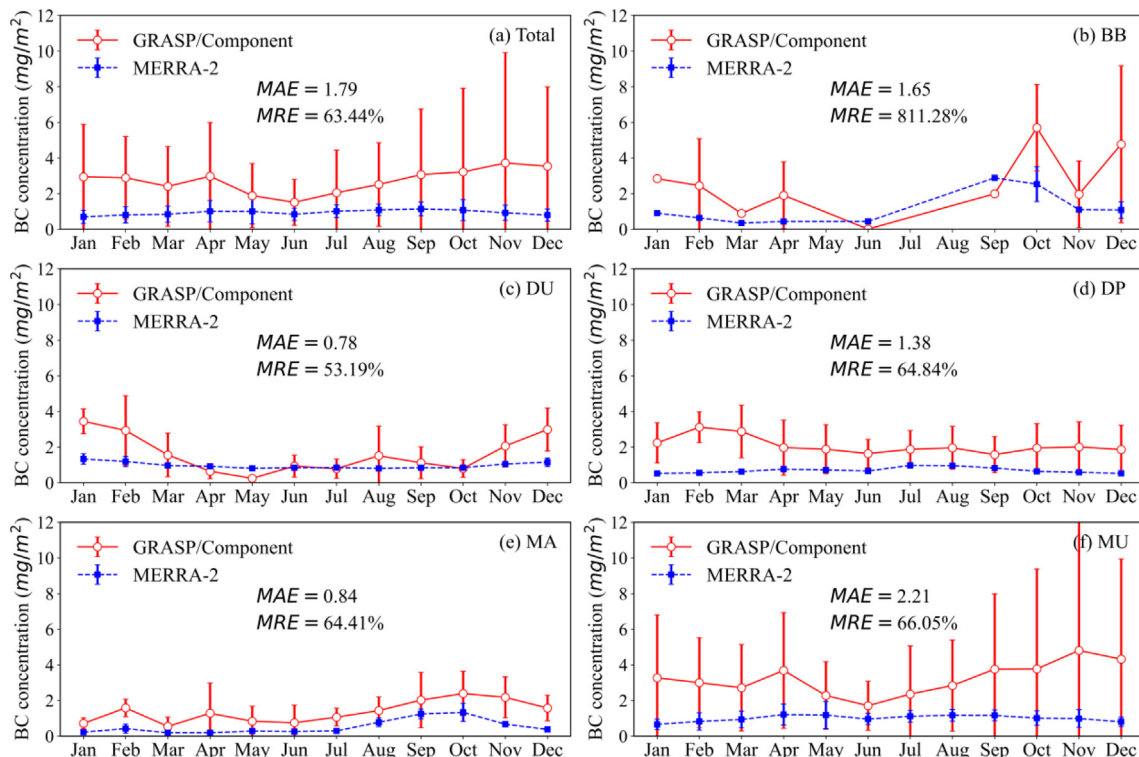 (a) Total
GRASP/Component
MERRA-2
MAE = 1.79
MRE = 63.44%
BC concentration (mg/m²)
12
10
8
6
4
2
0
Jan Feb Mar Apr May Jun Jul Aug Sep Oct Nov Dec
(b) BB
GRASP/Component
MERRA-2
MAE = 1.65
MRE = 811.28%
BC concentration (mg/m²)
12
10
8
6
4
2
0
Jan Feb Mar Apr May Jun Jul Aug Sep Oct Nov Dec
(c) DU
GRASP/Component
MERRA-2
MAE = 0.78
MRE = 53.19%
BC concentration (mg/m²)
12
10
8
6
4
2
0
Jan Feb Mar Apr May Jun Jul Aug Sep Oct Nov Dec
(d) DP
GRASP/Component
MERRA-2
MAE = 1.38
MRE = 64.84%
BC concentration (mg/m²)
12
10
8
6
4
2
0
Jan Feb Mar Apr May Jun Jul Aug Sep Oct Nov Dec
(e) MA
GRASP/Component
MERRA-2
MAE = 0.84
MRE = 64.41%
BC concentration (mg/m²)
12
10
8
6
4
2
0
Jan Feb Mar Apr May Jun Jul Aug Sep Oct Nov Dec
(f) MU
GRASP/Component
MERRA-2
MAE = 2.21
MRE = 66.05%
BC concentration (mg/m²)
12
10
8
6
4
2
0
Jan Feb Mar Apr May Jun Jul Aug Sep Oct Nov Dec